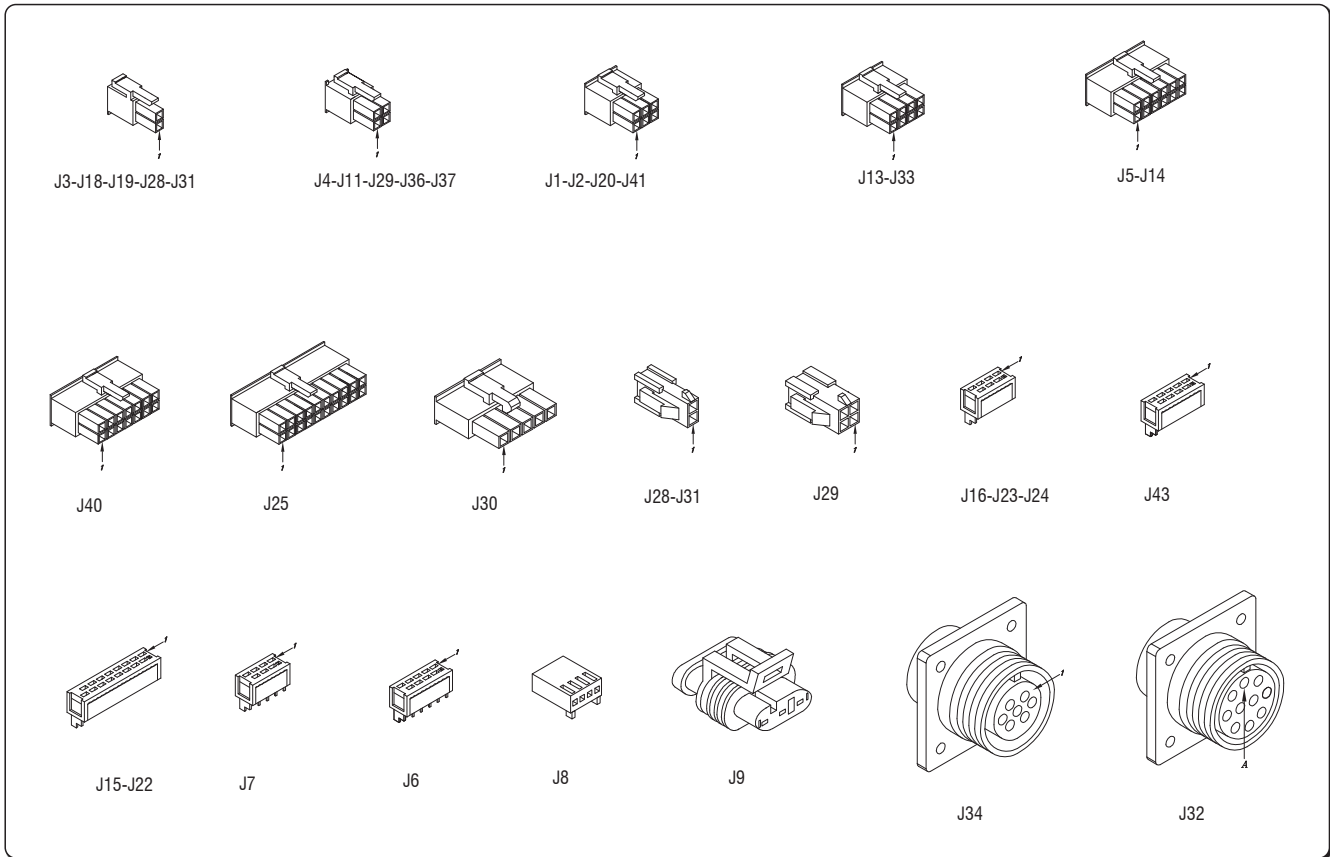 1 1 1 1 1
J3-J18-J19-J28-J31 J4-J11-J29-J36-J37 J1-J2-J20-J41 J13-J33 J5-J14
1 1 1 1 1 1 1
J40 J25 J30 J28-J31 J29 J16-J23-J24 J43
1 1 1 1 A
J15-J22 J7 J6 J8 J9 J34 J32